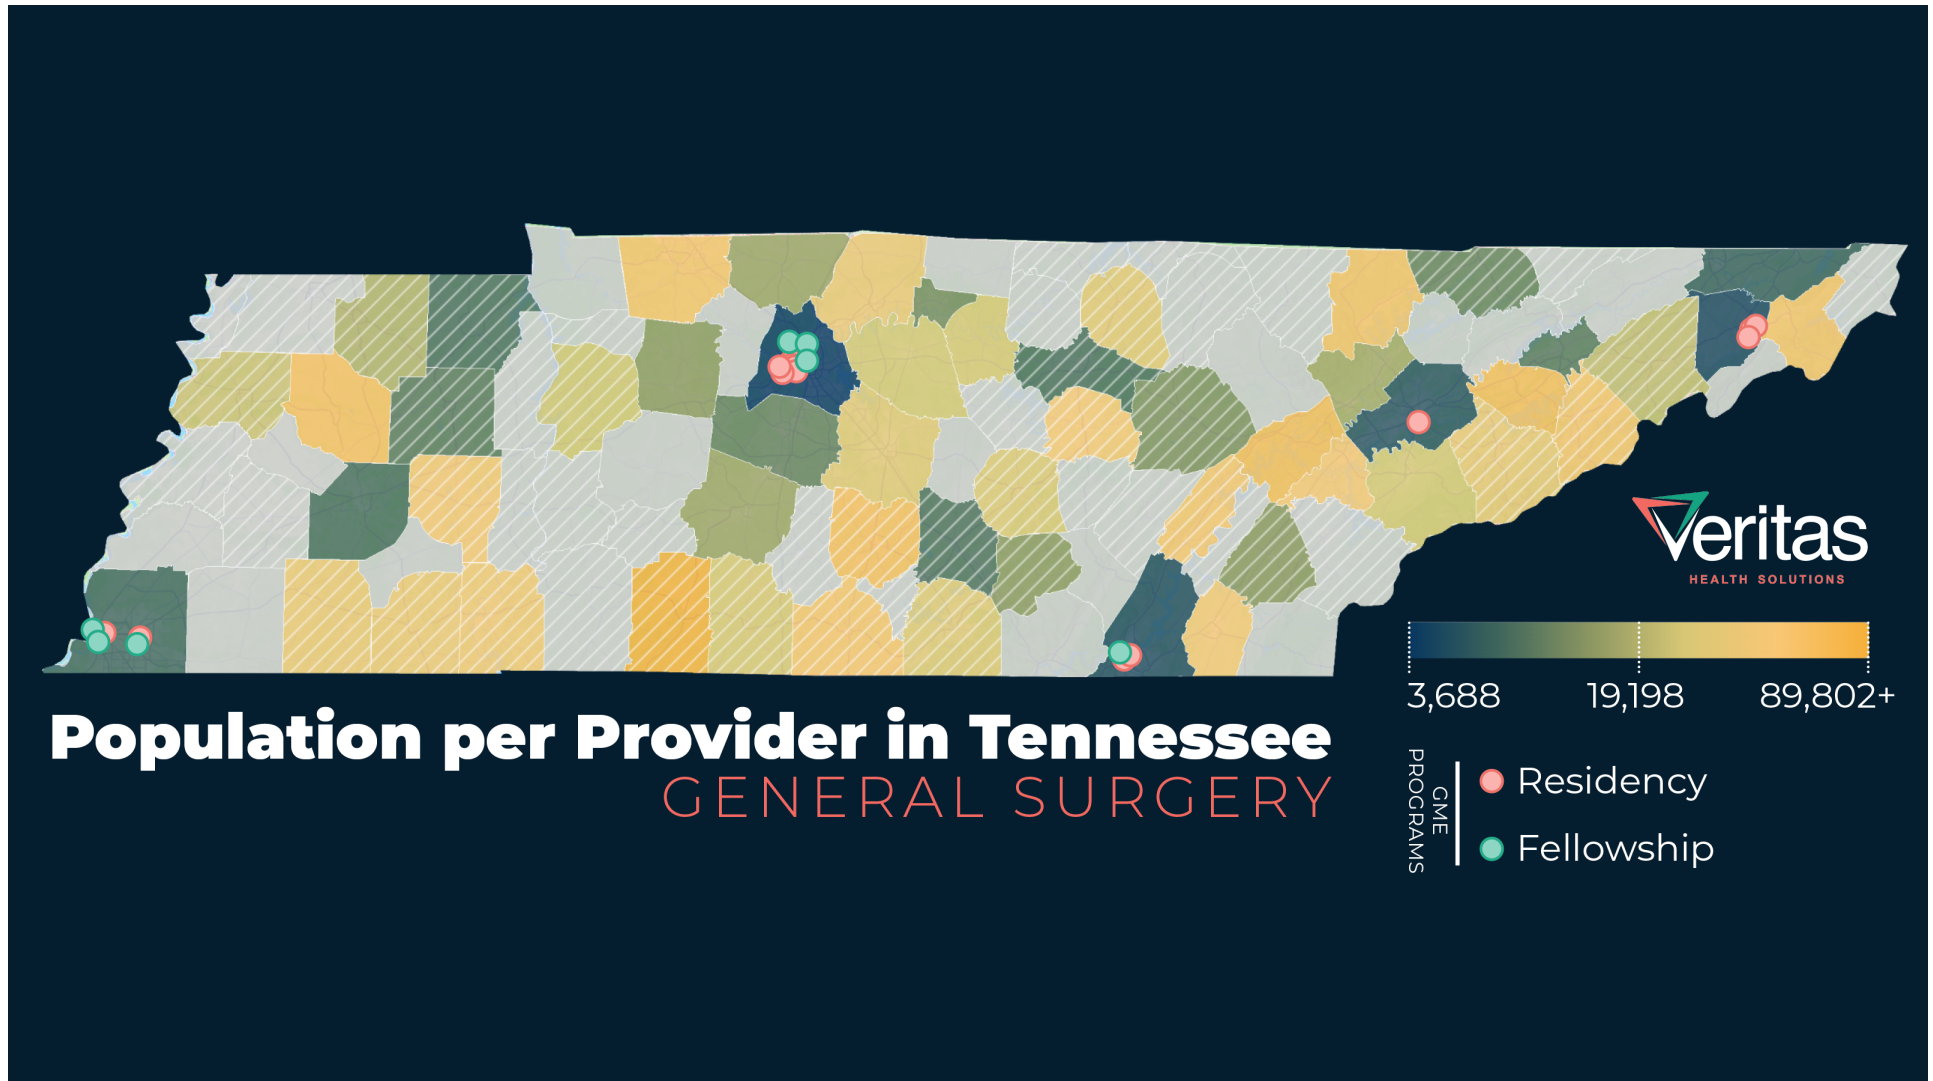 Veritas
HEALTH SOLUTIONS
3,688 19,198 89,802+
Population per Provider in Tennessee
GENERAL SURGERY
GME
PROGRAMS
Residency
Fellowship